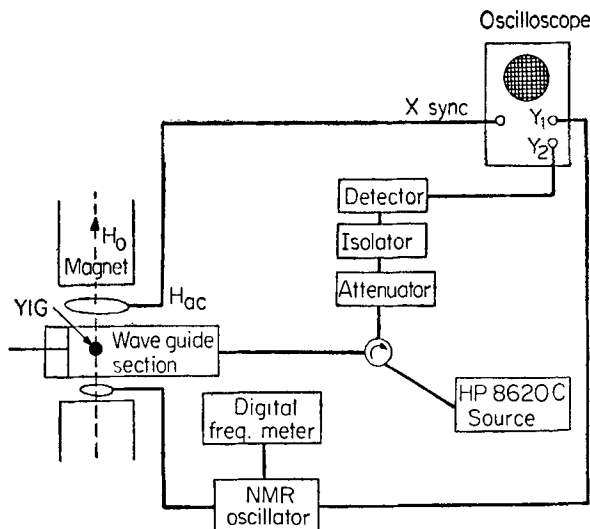 Oscilloscope
X sync
Y1
Y2
Detector
Isolator
Attenuator
H0
Magnet
Hac
YIG
Wave guide
section
HP 8620C
Source
Digital
freq. meter
NMR
oscillator